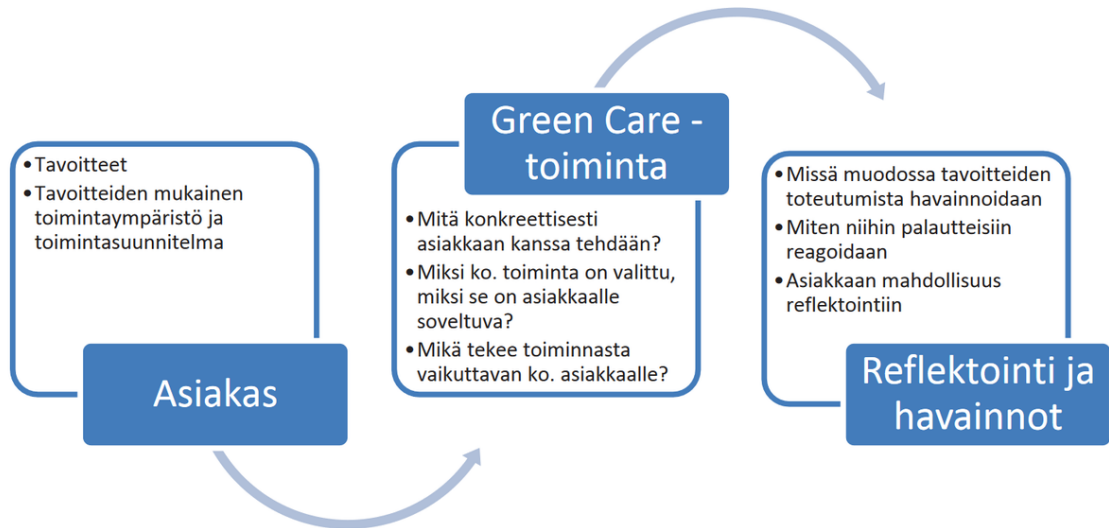 • Tavoitteet
• Tavoitteiden mukainen
toimintaympäristö ja
toimintasuunnitelma
Asiakas
Green Care -
toiminta
• Mitä konkreettisesti
asiakkaan kanssa tehdään?
• Miksi ko. toiminta on valittu,
miksi se on asiakkaalle
soveltuva?
• Mikä tekee toiminnasta
vaikuttavan ko. asiakkaalle?
• Missä muodossa tavoitteiden
toteutumista havainnoidaan
• Miten niihin palautteisiin
reagoidaan
• Asiakkaan mahdollisuus
reflektointiin
Reflektointi ja
havainnot